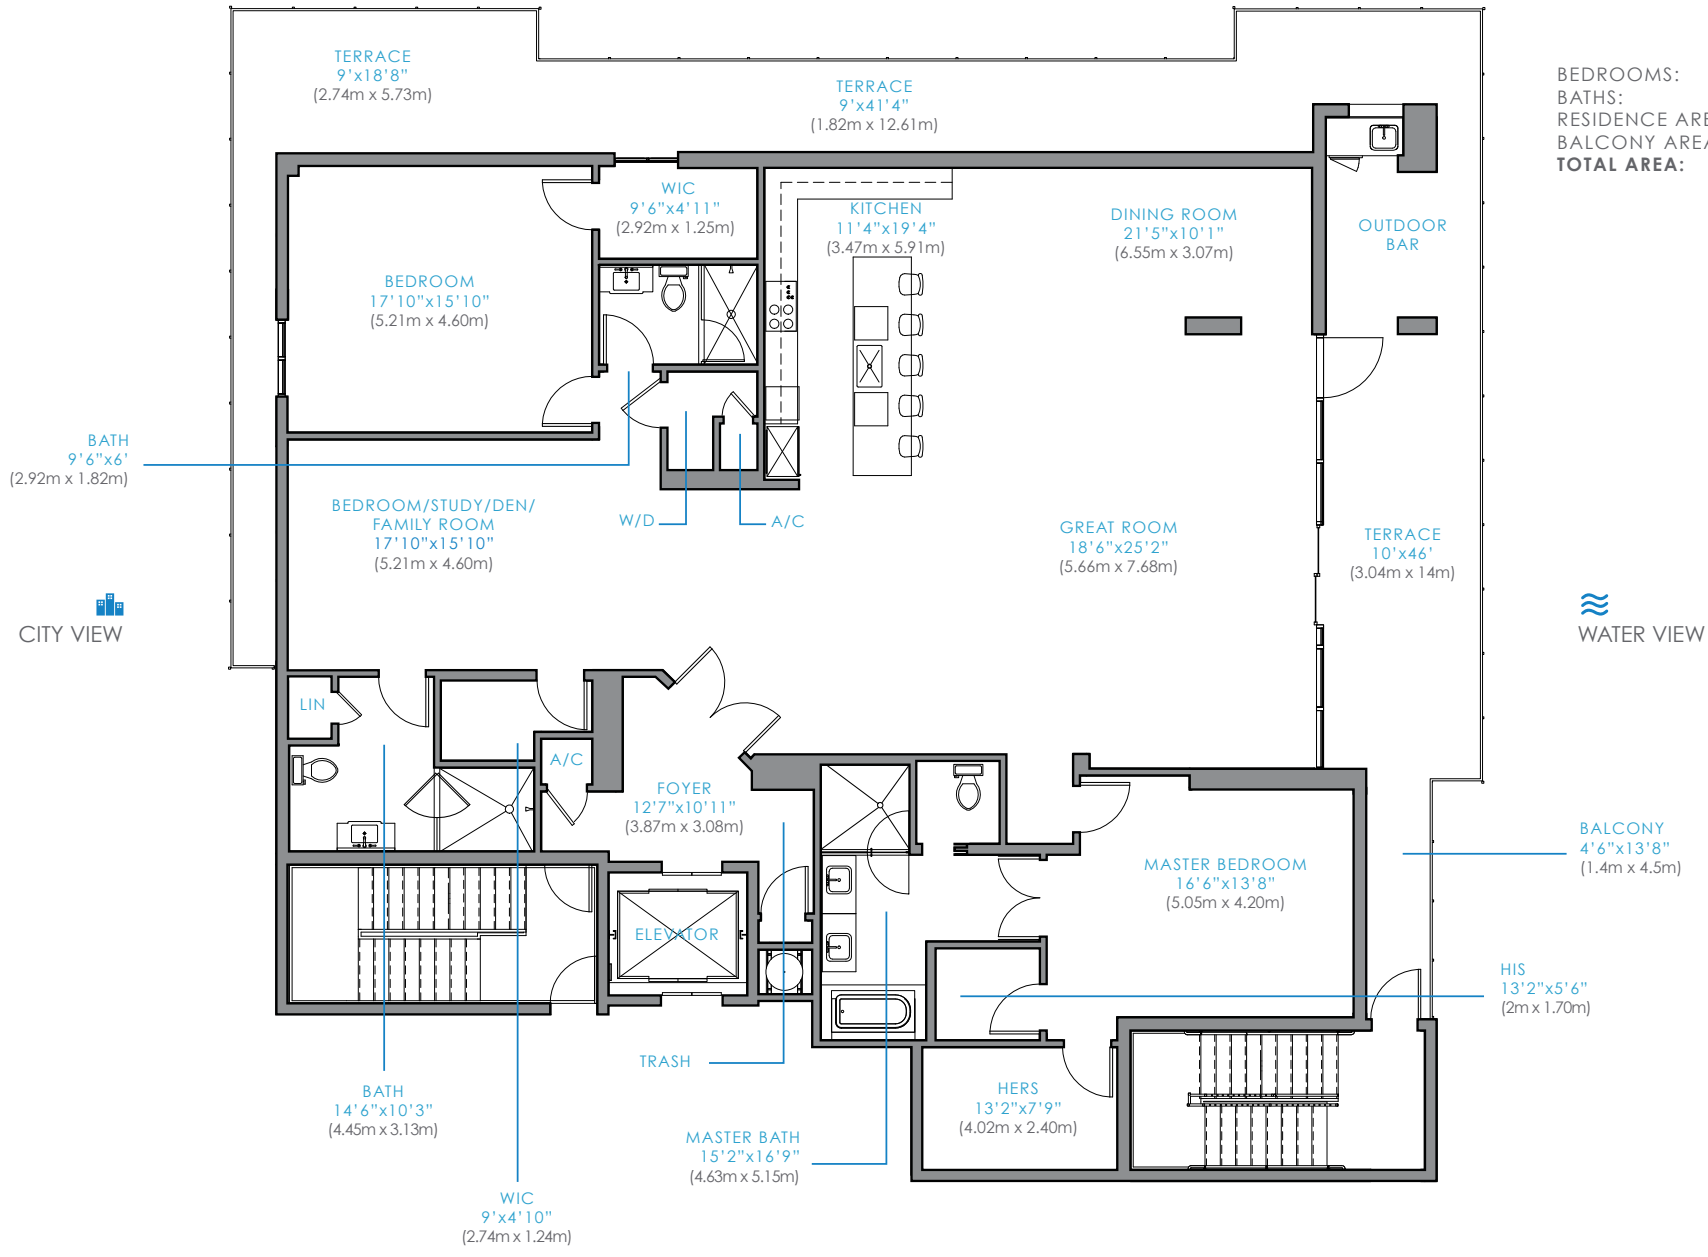 TERRACE
9'x18'8"
(2.74m x 5.73m)
TERRACE
9'x41'4"
(1.82m x 12.61m)
BEDROOMS:
BATHS:
RESIDENCE ARE
BALCONY AREA
TOTAL AREA:
WIC
9'6"x4'11"
(2.92m x 1.25m)
KITCHEN
11'4"x19'4"
(3.47m x 5.91m)
DINING ROOM
21'5"x10'1"
(6.55m x 3.07m)
OUTDOOR
BAR
BEDROOM
17'10"x15'10"
(5.21m x 4.60m)
BATH
9'6"x6'
(2.92m x 1.82m)
BEDROOM/STUDY/DEN/
FAMILY ROOM
17'10"x15'10"
(5.21m x 4.60m)
W/D
A/C
GREAT ROOM
18'6"x25'2"
(5.66m x 7.68m)
TERRACE
10'x46'
(3.04m x 14m)
CITY VIEW
WATER VIEW
LIN
A/C
FOYER
12'7"x10'11"
(3.87m x 3.08m)
BALCONY
4'6"x13'8"
(1.4m x 4.5m)
MASTER BEDROOM
16'6"x13'8"
(5.05m x 4.20m)
ELEVATOR
HIS
13'2"x5'6"
(2m x 1.70m)
TRASH
BATH
14'6"x10'3"
(4.45m x 3.13m)
HERS
13'2"x7'9"
(4.02m x 2.40m)
MASTER BATH
15'2"x16'9"
(4.63m x 5.15m)
WIC
9'x4'10"
(2.74m x 1.24m)